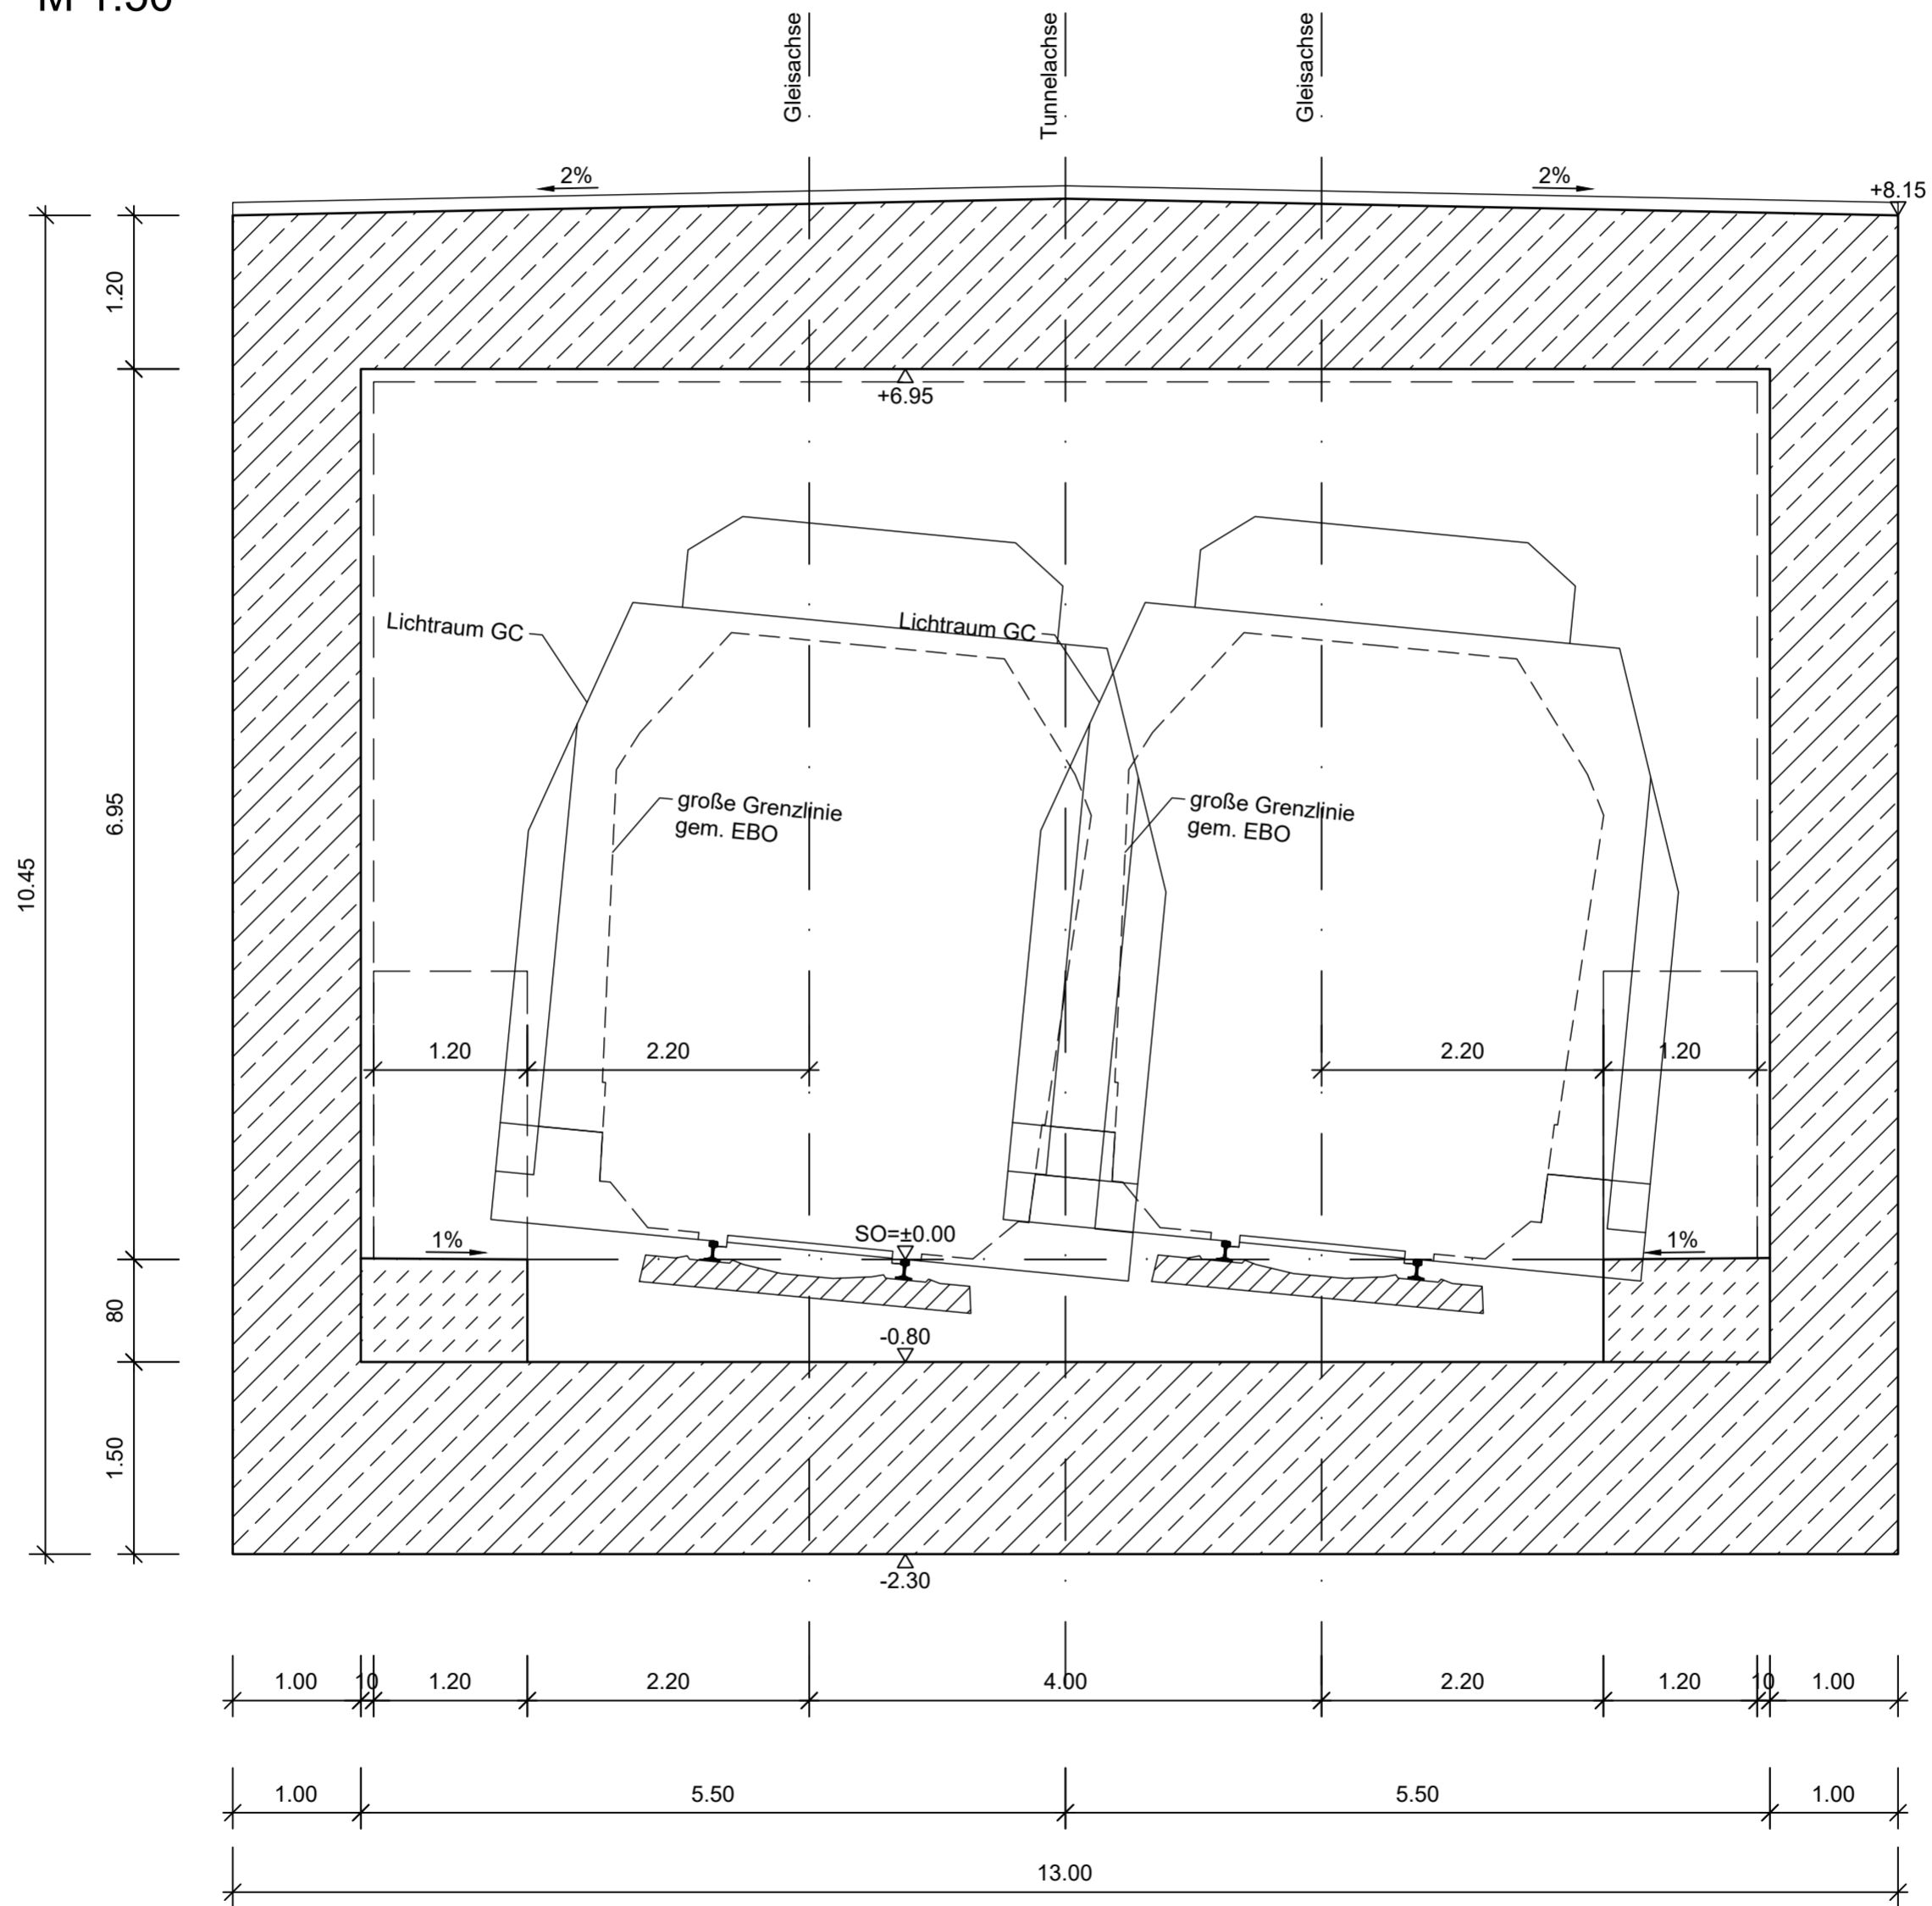 M 1:50
Gleisachse
Tunnelachse
Gleisachse
2%
2%
+8.15
1.20
+6.95
Lichtraum GC
Lichtraum GC
große Grenzlinie
gem. EBO
große Grenzlinie
gem. EBO
6.95
10.45
1.20
2.20
2.20
1.20
1%
SO=±0.00
1%
80
-0.80
1.50
-2.30
1.00
10
1.20
2.20
4.00
2.20
1.20
10
1.00
1.00
5.50
5.50
1.00
13.00